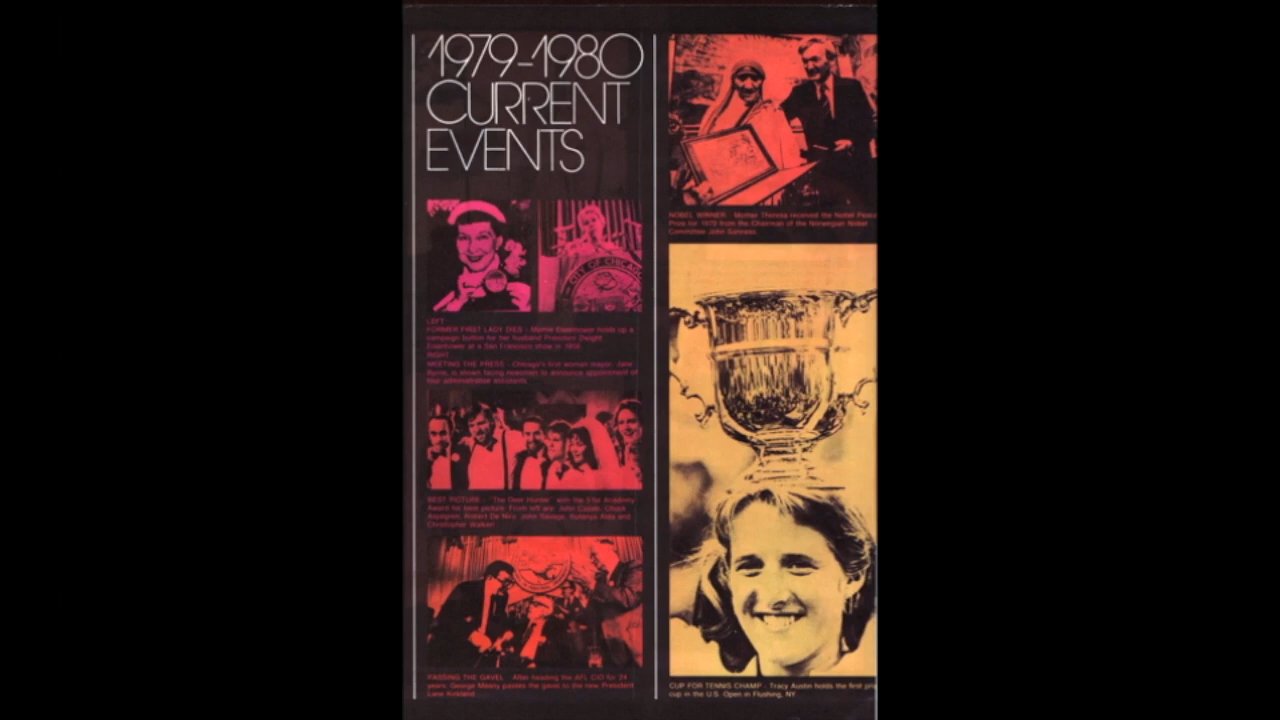 1979-1980
CURRENT
EVENTS
CITY OF CHICAGO
LEFT
FORMER FIRST LADY DIES - Mamie Eisenhower holds up a
campaign button for her husband President Dwight
Eisenhower at a San Francisco show in 1956.
RIGHT
MEETING THE PRESS - Chicago's first woman mayor, Jane
Byrne, is shown facing newsmen to announce appointment of
four administrative assistants.
BEST PICTURE - "The Deer Hunter" won the 51st Academy
Award for best picture. From left are: John Cazale, Chuck
Aspegren, Robert De Niro, John Savage, Rutanya Alda and
Christopher Walken.
PASSING THE GAVEL - After heading the AFL CIO for 24
years, George Meany passes the gavel to the new President
Lane Kirkland.
NOBEL WINNER - Mother Theresa received the Nobel Peace
Prize for 1979 from the Chairman of the Norwegian Nobel
Committee John Sanness.
CUP FOR TENNIS CHAMP - Tracy Austin holds the first
cup in the U.S. Open in Flushing, NY